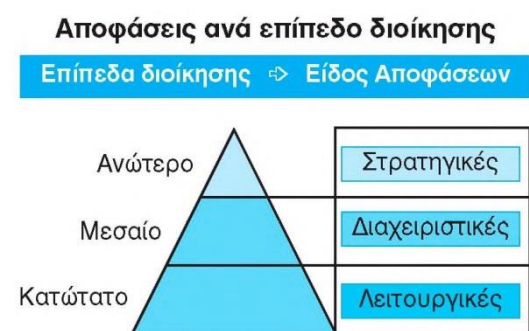 Αποφάσεις ανά επίπεδο διοίκησης
Επίπεδα διοίκησης ➪ Είδος Αποφάσεων
Ανώτερο Στρατηγικές
Μεσαίο Διαχειριστικές
Κατώτατο Λειτουργικές